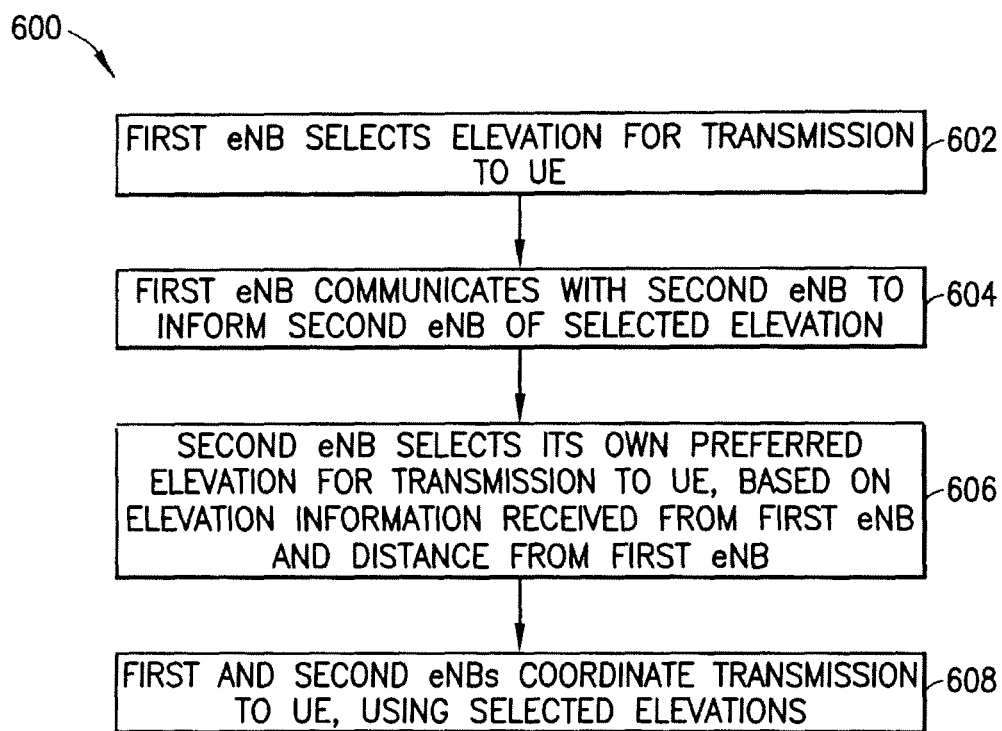 600
FIRST eNB SELECTS ELEVATION FOR TRANSMISSION
TO UE
602
FIRST eNB COMMUNICATES WITH SECOND eNB TO
INFORM SECOND eNB OF SELECTED ELEVATION
604
SECOND eNB SELECTS ITS OWN PREFERRED
ELEVATION FOR TRANSMISSION TO UE, BASED ON
ELEVATION INFORMATION RECEIVED FROM FIRST eNB
AND DISTANCE FROM FIRST eNB
606
FIRST AND SECOND eNBs COORDINATE TRANSMISSION
TO UE, USING SELECTED ELEVATIONS
608